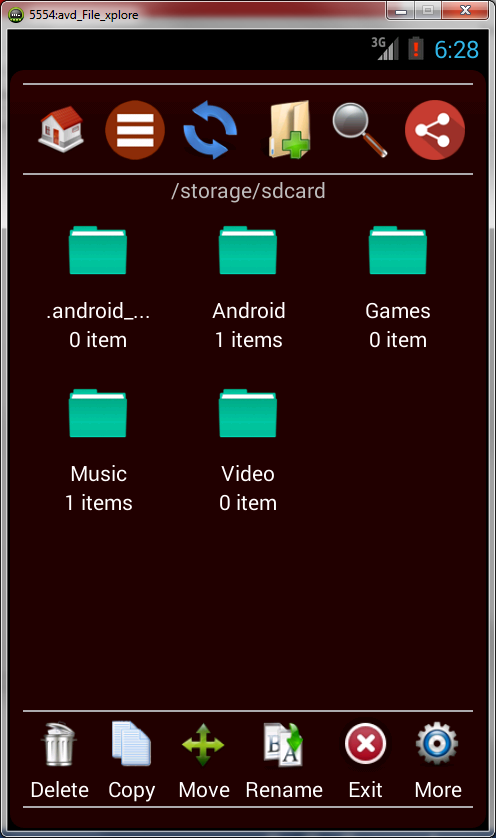 5554:avd_File_xplore
3G 6:28
/storage/sdcard
.android_... Android Games
0 item 1 items 0 item
Music Video
1 items 0 item
B A
Delete Copy Move Rename Exit More